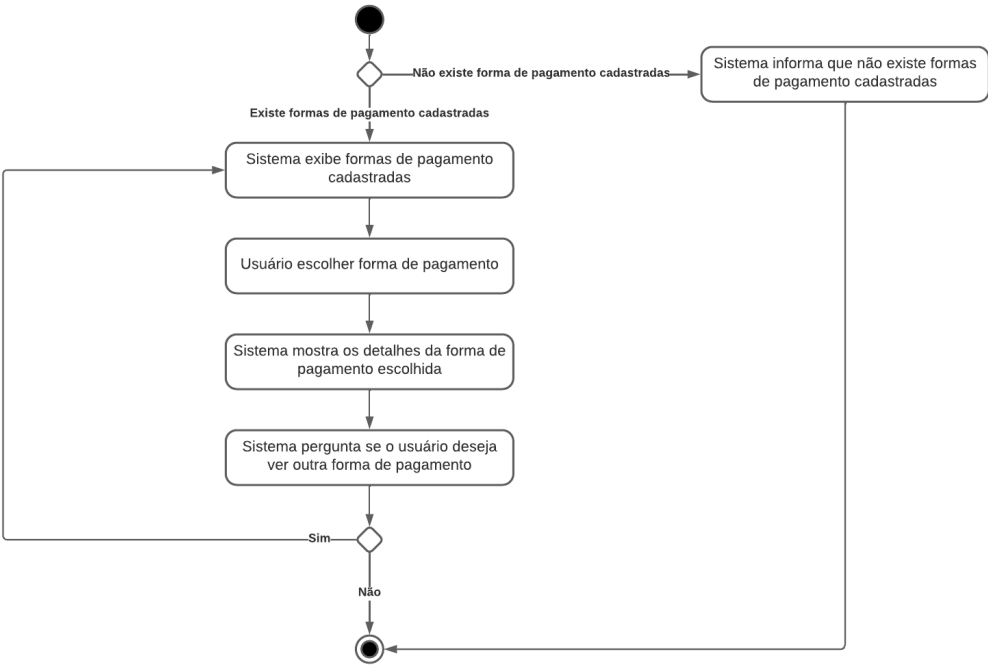 Não existe forma de pagamento cadastradas
Sistema informa que não existe formas
de pagamento cadastradas
Existe formas de pagamento cadastradas
Sistema exibe formas de pagamento
cadastradas
Usuário escolher forma de pagamento
Sistema mostra os detalhes da forma de
pagamento escolhida
Sistema pergunta se o usuário deseja
ver outra forma de pagamento
Sim
Não